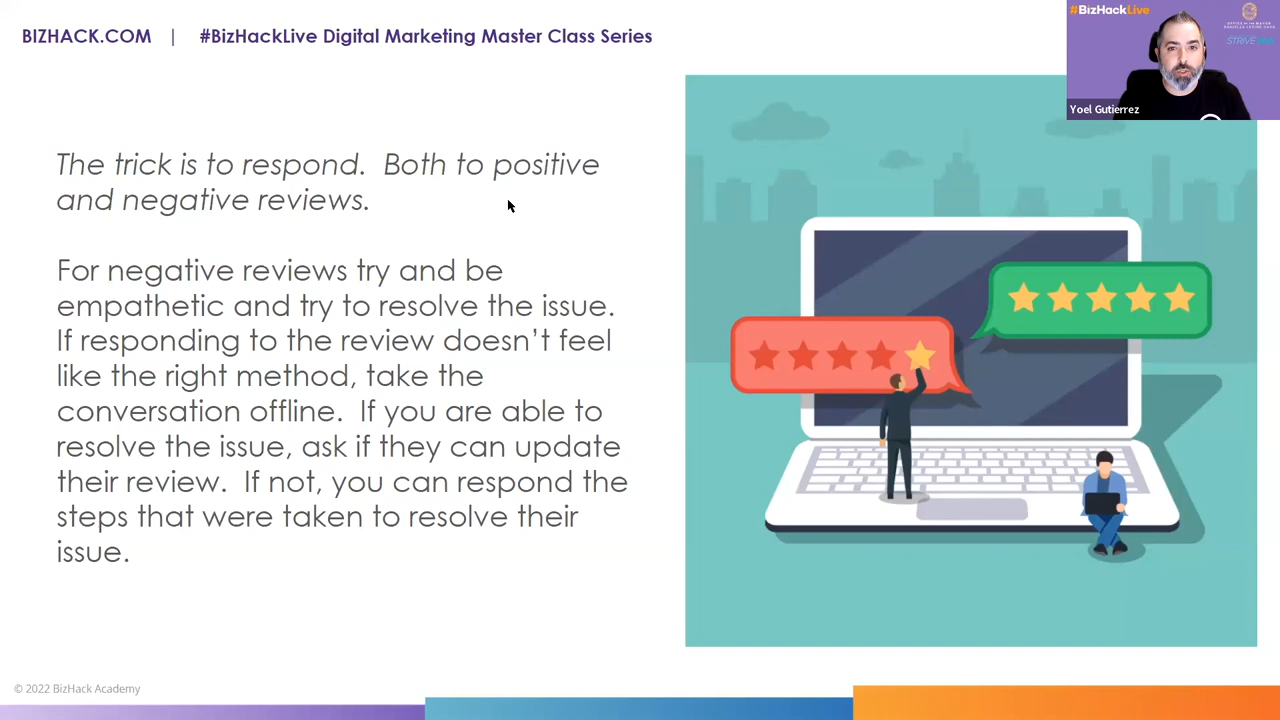 BIZHACK.COM | #BizHackLive Digital Marketing Master Class Series
#BizHackLive
Yoel Gutierrez
The trick is to respond. Both to positive
and negative reviews.
For negative reviews try and be
empathetic and try to resolve the issue.
If responding to the review doesn’t feel
like the right method, take the
conversation offline. If you are able to
resolve the issue, ask if they can update
their review. If not, you can respond the
steps that were taken to resolve their
issue.
© 2022 BizHack Academy